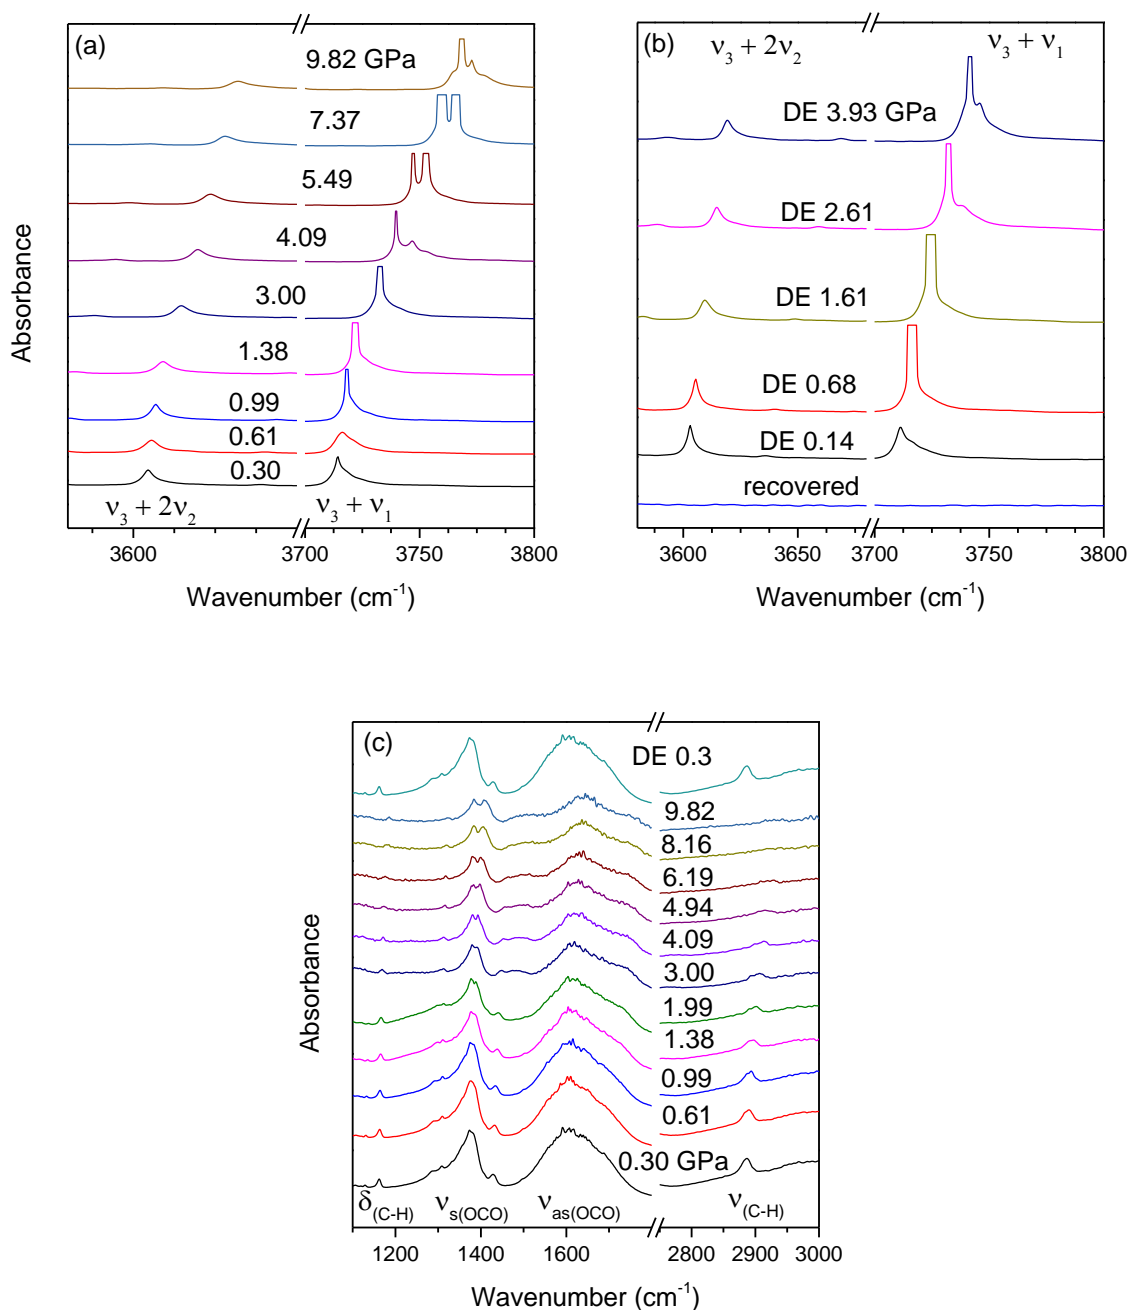 (a)
9.82 GPa
7.37
5.49
4.09
3.00
1.38
0.99
0.61
0.30
ν3 + 2ν2
ν3 + ν1
Absorbance
3600
3700
3750
3800
Wavenumber (cm-1)
(b)
ν3 + 2ν2
ν3 + ν1
DE 3.93 GPa
DE 2.61
DE 1.61
DE 0.68
DE 0.14
recovered
3600
3650
3700
3750
3800
Wavenumber (cm-1)
(c)
DE 0.3
9.82
8.16
6.19
4.94
4.09
3.00
1.99
1.38
0.99
0.61
0.30 GPa
δ(C-H)
νs(OCO)
νas(OCO)
ν(C-H)
Absorbance
1200
1400
1600
2800
2900
3000
Wavenumber (cm-1)